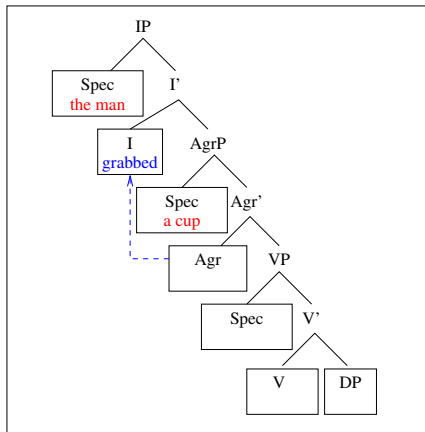 IP
Spec
the man
I'
I
grabbed
AgrP
Spec
a cup
Agr'
Agr
VP
Spec
V'
V
DP